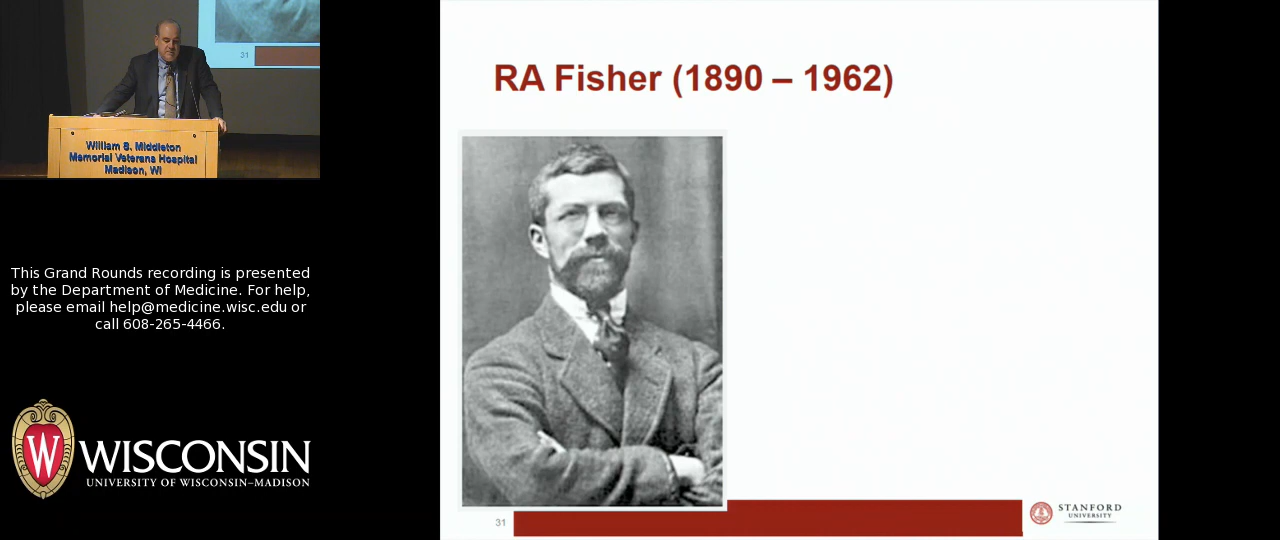 31
William S. Middleton
Memorial Veterans Hospital
Madison, WI
This Grand Rounds recording is presented
by the Department of Medicine. For help,
please email help@medicine.wisc.edu or
call 608-265-4466.
W
WISCONSIN
UNIVERSITY OF WISCONSIN–MADISON
RA Fisher (1890 – 1962)
31
STANFORD
UNIVERSITY